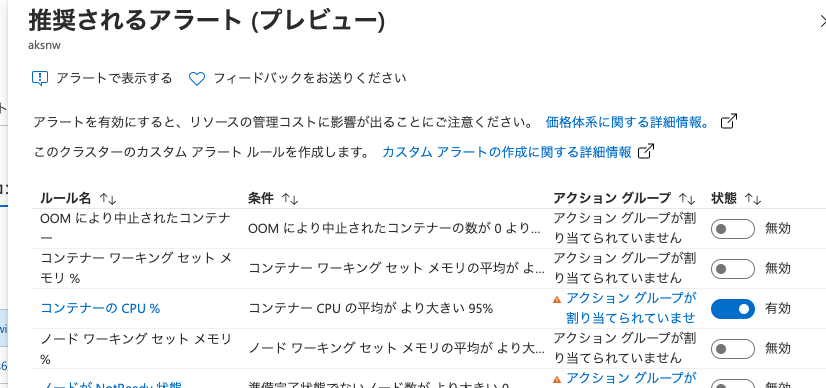 推奨されるアラート (プレビュー)
aksnw
アラートで表示する フィードバックをお送りください
アラートを有効にすると、リソースの管理コストに影響が出ることにご注意ください。 価格体系に関する詳細情報。
このクラスターのカスタム アラート ルールを作成します。 カスタム アラートの作成に関する詳細情報
ルール名 条件 アクション グループ 状態
OOM により中止されたコンテナー
OOM により中止されたコンテナーの数が 0 より...
アクション グループが割り当てられていません
無効
コンテナー ワーキング セット メモリ %
コンテナー ワーキング セット メモリの平均が よ...
アクション グループが割り当てられていません
無効
コンテナーの CPU %
コンテナー CPU の平均が より大きい 95%
アクション グループが
割り当てられていませ
有効
ノード ワーキング セット メモリ %
ノード ワーキング セット メモリの平均が より大...
アクション グループが割り当てられていません
無効
ノードが NotReady 状態
準備完了状態でないノード数が より大きい 0
アクション グループが
有効